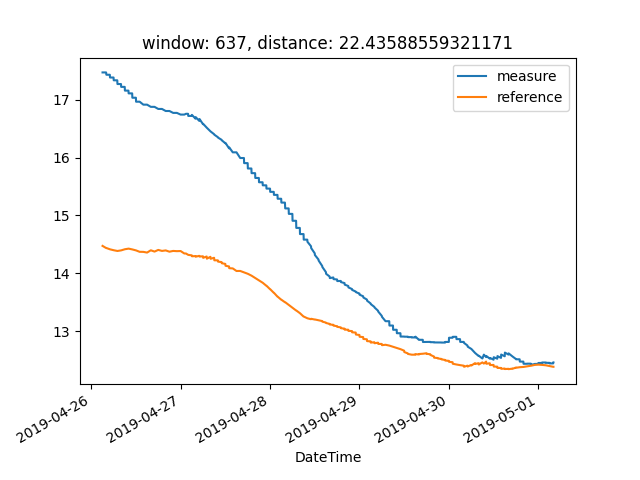 window: 637, distance: 22.43588559321171
measure
reference
17
16
15
14
13
2019-04-26
2019-04-27
2019-04-28
2019-04-29
2019-04-30
2019-05-01
DateTime